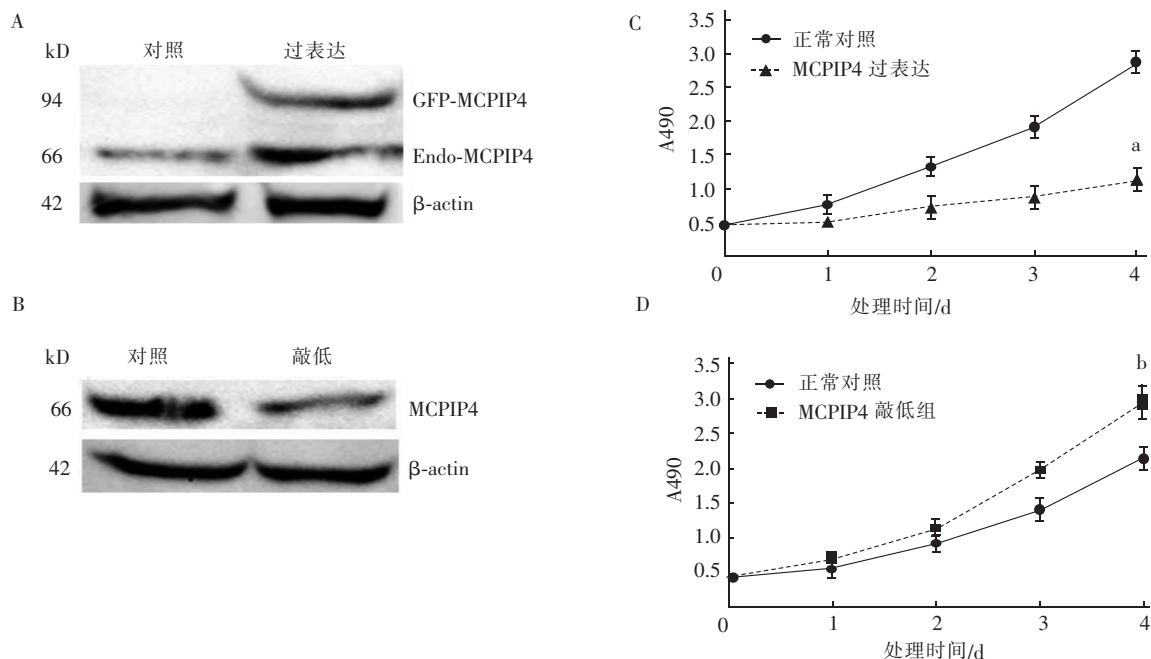 A
kD
对照 过表达
94 GFP-MCPIP4
66 Endo-MCPIP4
42 β-actin
B
kD
对照 敲低
66 MCPIP4
42 β-actin
C
3.5
3.0
2.5
2.0
1.5
1.0
0.5
A490
正常对照
MCPIP4 过表达
a
0 1 2 3 4
处理时间/d
D
3.5
3.0
2.5
2.0
1.5
1.0
0.5
A490
正常对照
MCPIP4 敲低组
b
0 1 2 3 4
处理时间/d